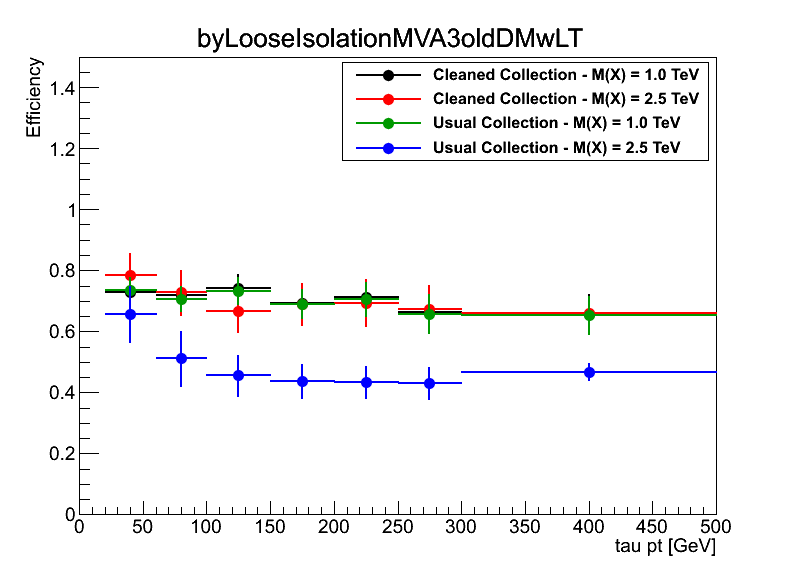 byLooseIsolationMVA3oldDMwLT
Efficiency
Cleaned Collection - M(X) = 1.0 TeV
Cleaned Collection - M(X) = 2.5 TeV
Usual Collection - M(X) = 1.0 TeV
Usual Collection - M(X) = 2.5 TeV
1.4
1.2
1
0.8
0.6
0.4
0.2
0
0 50 100 150 200 250 300 350 400 450 500
tau pt [GeV]